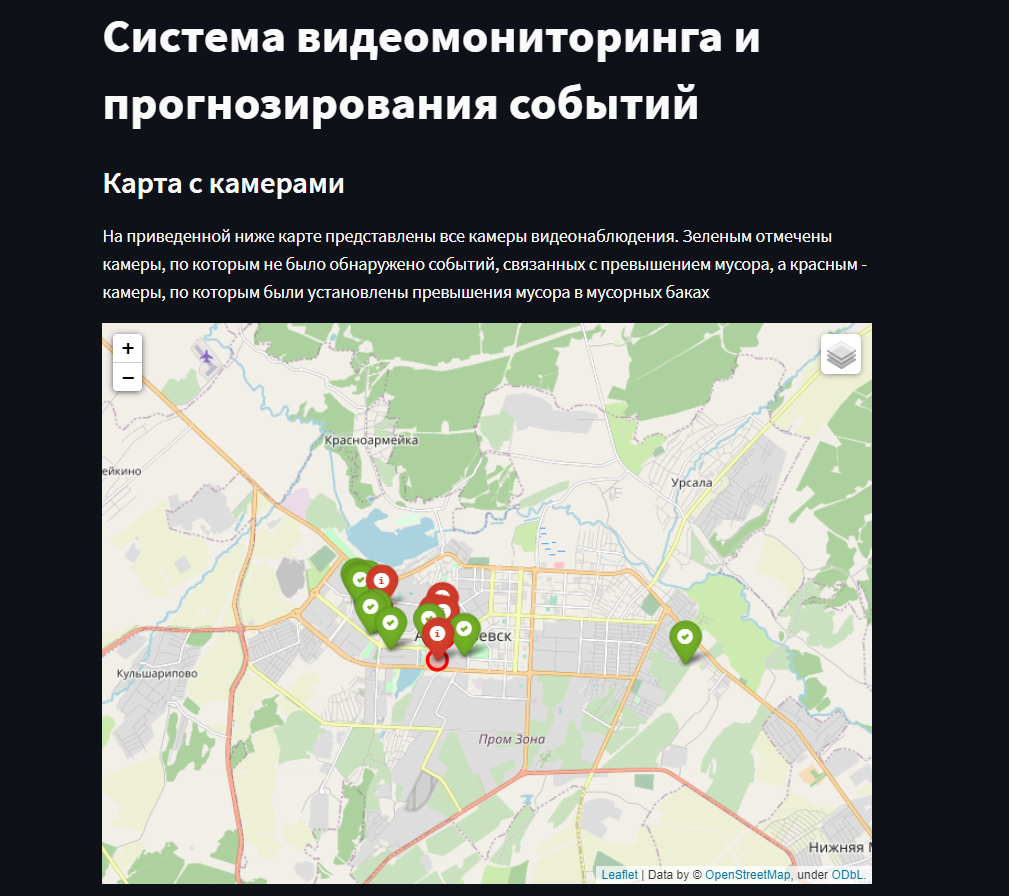 Система видеомониторинга и
прогнозирования событий
Карта с камерами
На приведенной ниже карте представлены все камеры видеонаблюдения. Зеленым отмечены
камеры, по которым не было обнаружено событий, связанных с превышением мусора, а красным -
камеры, по которым были установлены превышения мусора в мусорных баках
+
−
Красноармейка
ейкино
Урсала
евск
Кульшарипово
Пром Зона
Нижняя
Leaflet | Data by © OpenStreetMap, under ODbL.